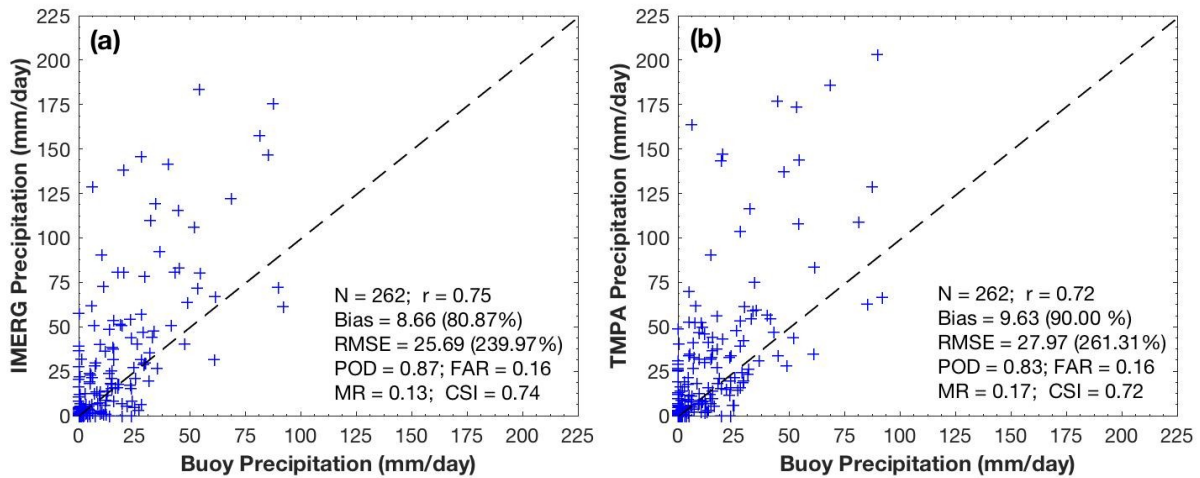 (a)
IMERG Precipitation (mm/day)
225
200
175
150
125
100
75
50
25
0
N = 262; r = 0.75
Bias = 8.66 (80.87%)
RMSE = 25.69 (239.97%)
POD = 0.87; FAR = 0.16
MR = 0.13; CSI = 0.74
0 25 50 75 100 125 150 175 200 225
Buoy Precipitation (mm/day)
(b)
TMPA Precipitation (mm/day)
225
200
175
150
125
100
75
50
25
0
N = 262; r = 0.72
Bias = 9.63 (90.00 %)
RMSE = 27.97 (261.31%)
POD = 0.83; FAR = 0.16
MR = 0.17; CSI = 0.72
0 25 50 75 100 125 150 175 200 225
Buoy Precipitation (mm/day)